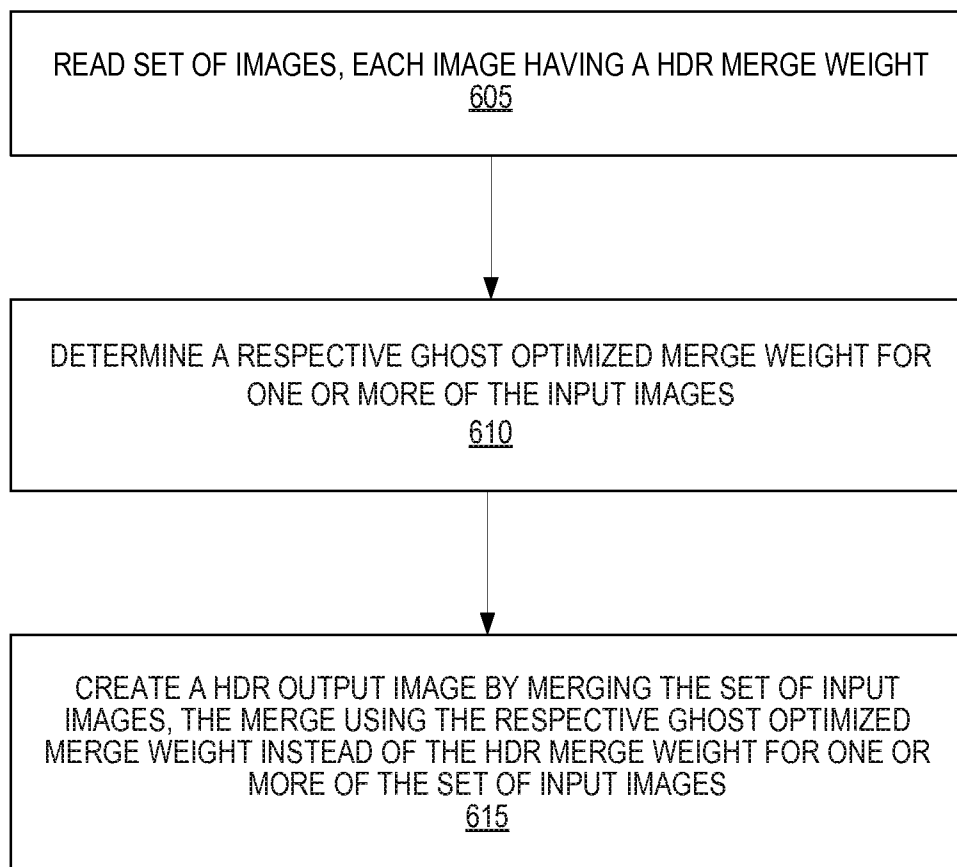 READ SET OF IMAGES, EACH IMAGE HAVING A HDR MERGE WEIGHT
605
DETERMINE A RESPECTIVE GHOST OPTIMIZED MERGE WEIGHT FOR
ONE OR MORE OF THE INPUT IMAGES
610
CREATE A HDR OUTPUT IMAGE BY MERGING THE SET OF INPUT
IMAGES, THE MERGE USING THE RESPECTIVE GHOST OPTIMIZED
MERGE WEIGHT INSTEAD OF THE HDR MERGE WEIGHT FOR ONE OR
MORE OF THE SET OF INPUT IMAGES
615